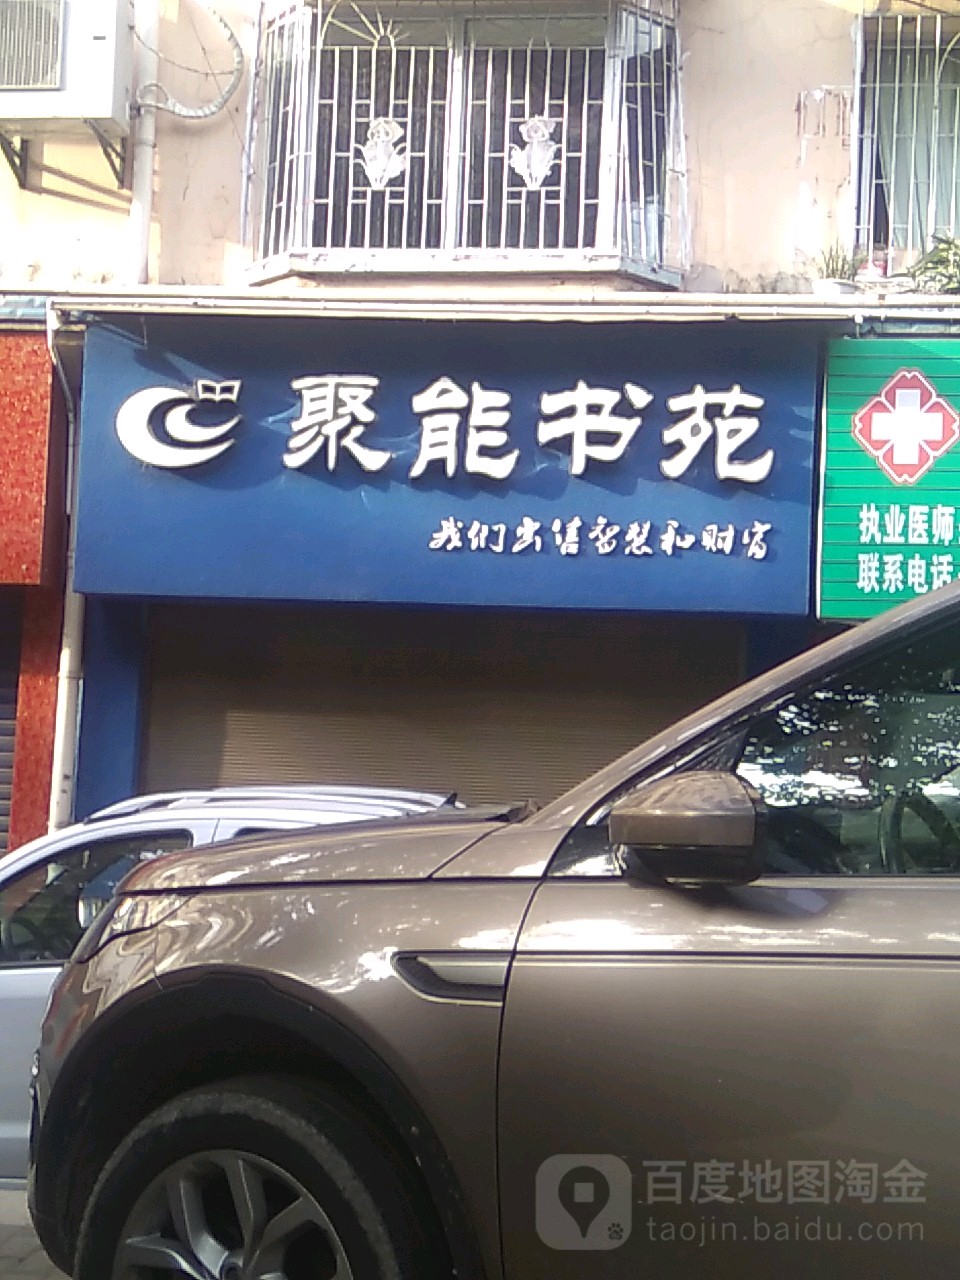 聚能书苑
我们出售智慧和财富
执业医师
联系电话
百度地图淘金
taojin.baidu.com